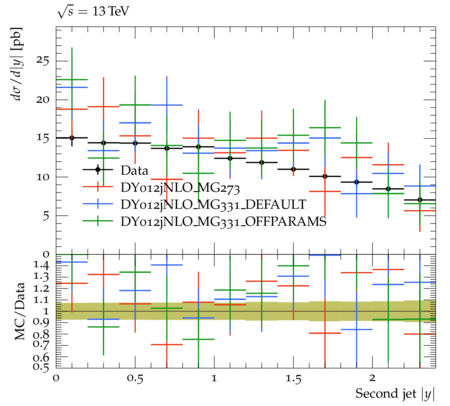 √s = 13 TeV
dσ/d|y| [pb]
25
20
15
10
5
Data
DY012jNLO_MG273
DY012jNLO_MG331_DEFAULT
DY012jNLO_MG331_OFFPARAMS
0
MC/Data
1.4
1.3
1.2
1.1
1
0.9
0.8
0.7
0.6
0.5
0 0.5 1 1.5 2
Second jet |y|